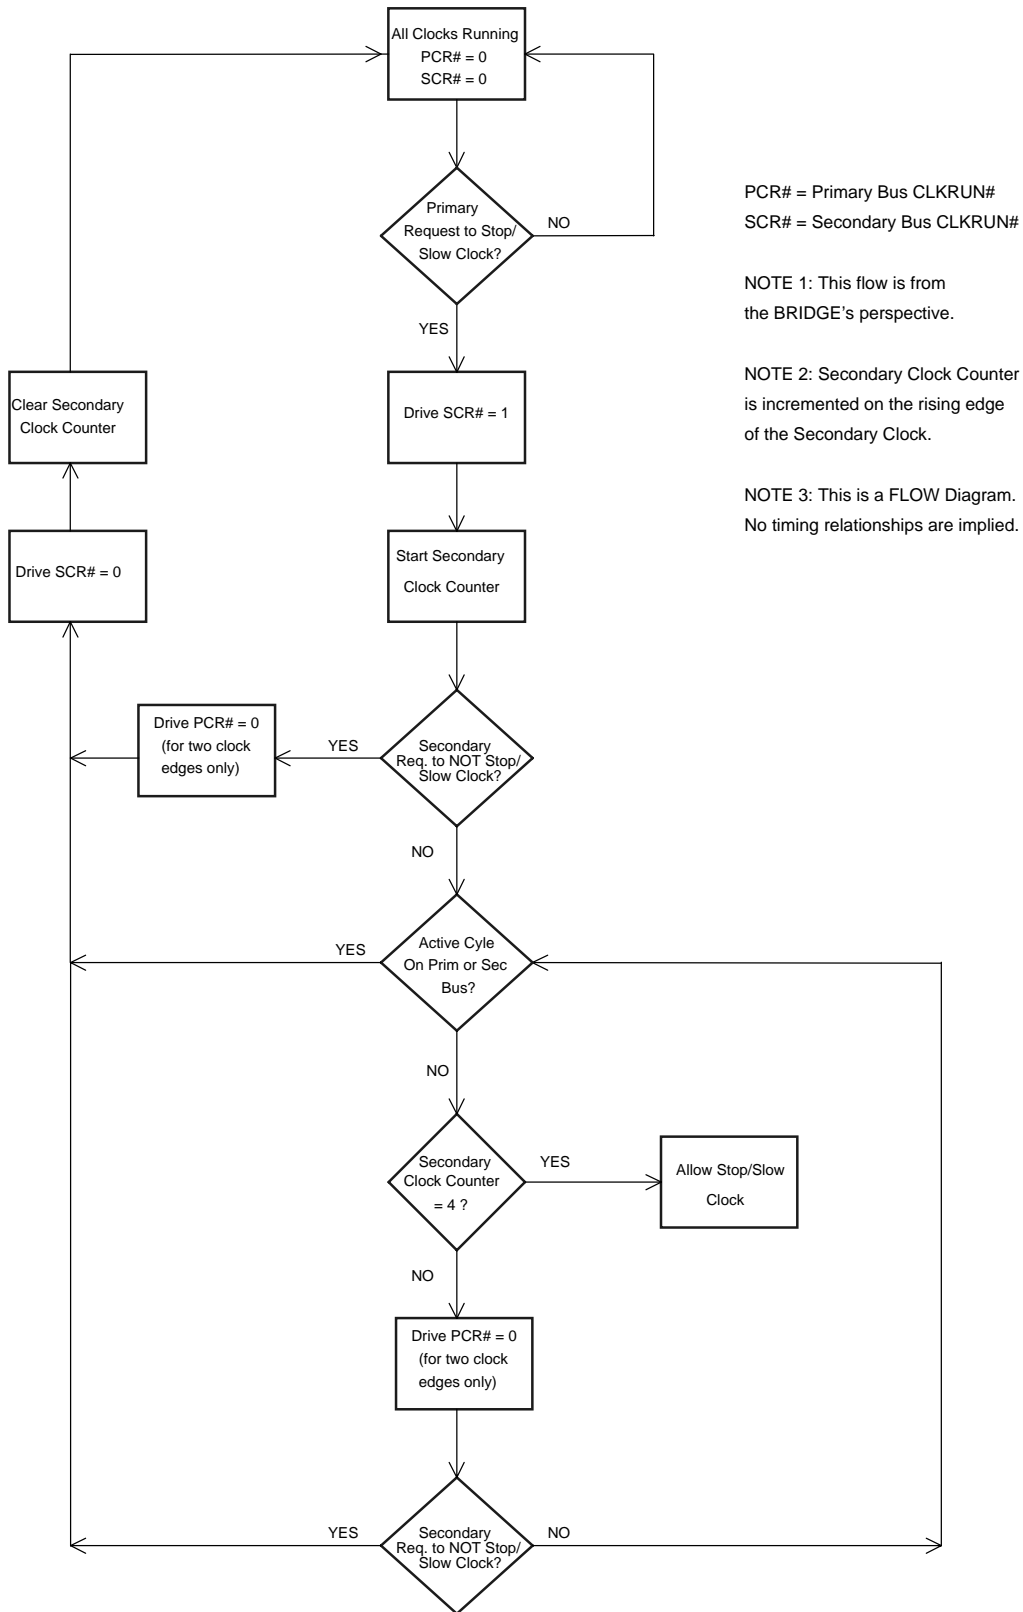 All Clocks Running
PCR# = 0
SCR# = 0
Primary
Request to Stop/
Slow Clock?
NO
YES
PCR# = Primary Bus CLKRUN#
SCR# = Secondary Bus CLKRUN#
NOTE 1: This flow is from
the BRIDGE's perspective.
NOTE 2: Secondary Clock Counter
is incremented on the rising edge
of the Secondary Clock.
NOTE 3: This is a FLOW Diagram.
No timing relationships are implied.
Clear Secondary
Clock Counter
Drive SCR# = 1
Drive SCR# = 0
Start Secondary
Clock Counter
Drive PCR# = 0
(for two clock
edges only)
YES
Secondary
Req. to NOT Stop/
Slow Clock?
NO
YES
Active Cyle
On Prim or Sec
Bus?
NO
Secondary
Clock Counter
= 4 ?
YES
Allow Stop/Slow
Clock
NO
Drive PCR# = 0
(for two clock
edges only)
YES
Secondary
Req. to NOT Stop/
Slow Clock?
NO